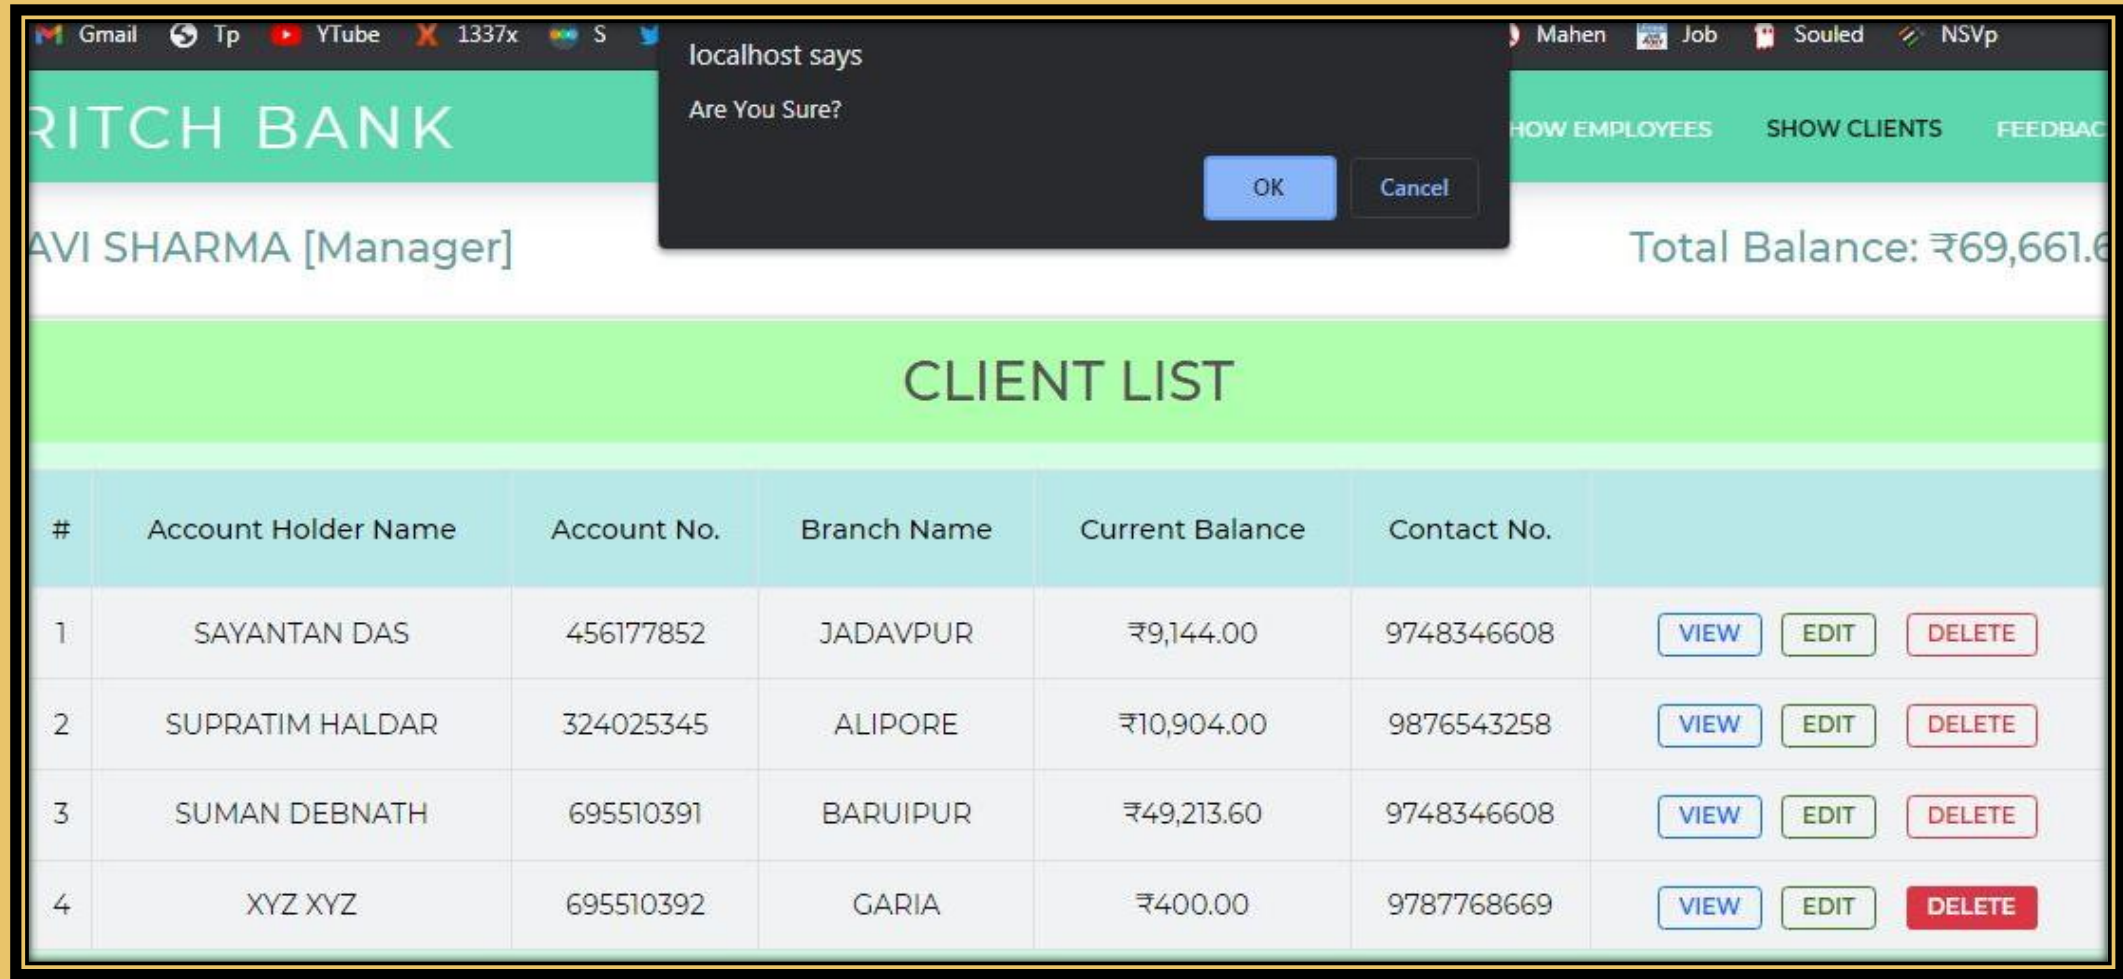 Gmail Tp YTube 1337x S Mahen Job Souled NSVp
localhost says
Are You Sure?
OK Cancel
RITCH BANK HOW EMPLOYEES SHOW CLIENTS FEEDBAC
AVI SHARMA [Manager] Total Balance: ₹69,661.6
CLIENT LIST
# Account Holder Name Account No. Branch Name Current Balance Contact No.
1 SAYANTAN DAS 456177852 JADAVPUR ₹9,144.00 9748346608 VIEW EDIT DELETE
2 SUPRATIM HALDAR 324025345 ALIPORE ₹10,904.00 9876543258 VIEW EDIT DELETE
3 SUMAN DEBNATH 695510391 BARUIPUR ₹49,213.60 9748346608 VIEW EDIT DELETE
4 XYZ XYZ 695510392 GARIA ₹400.00 9787768669 VIEW EDIT DELETE